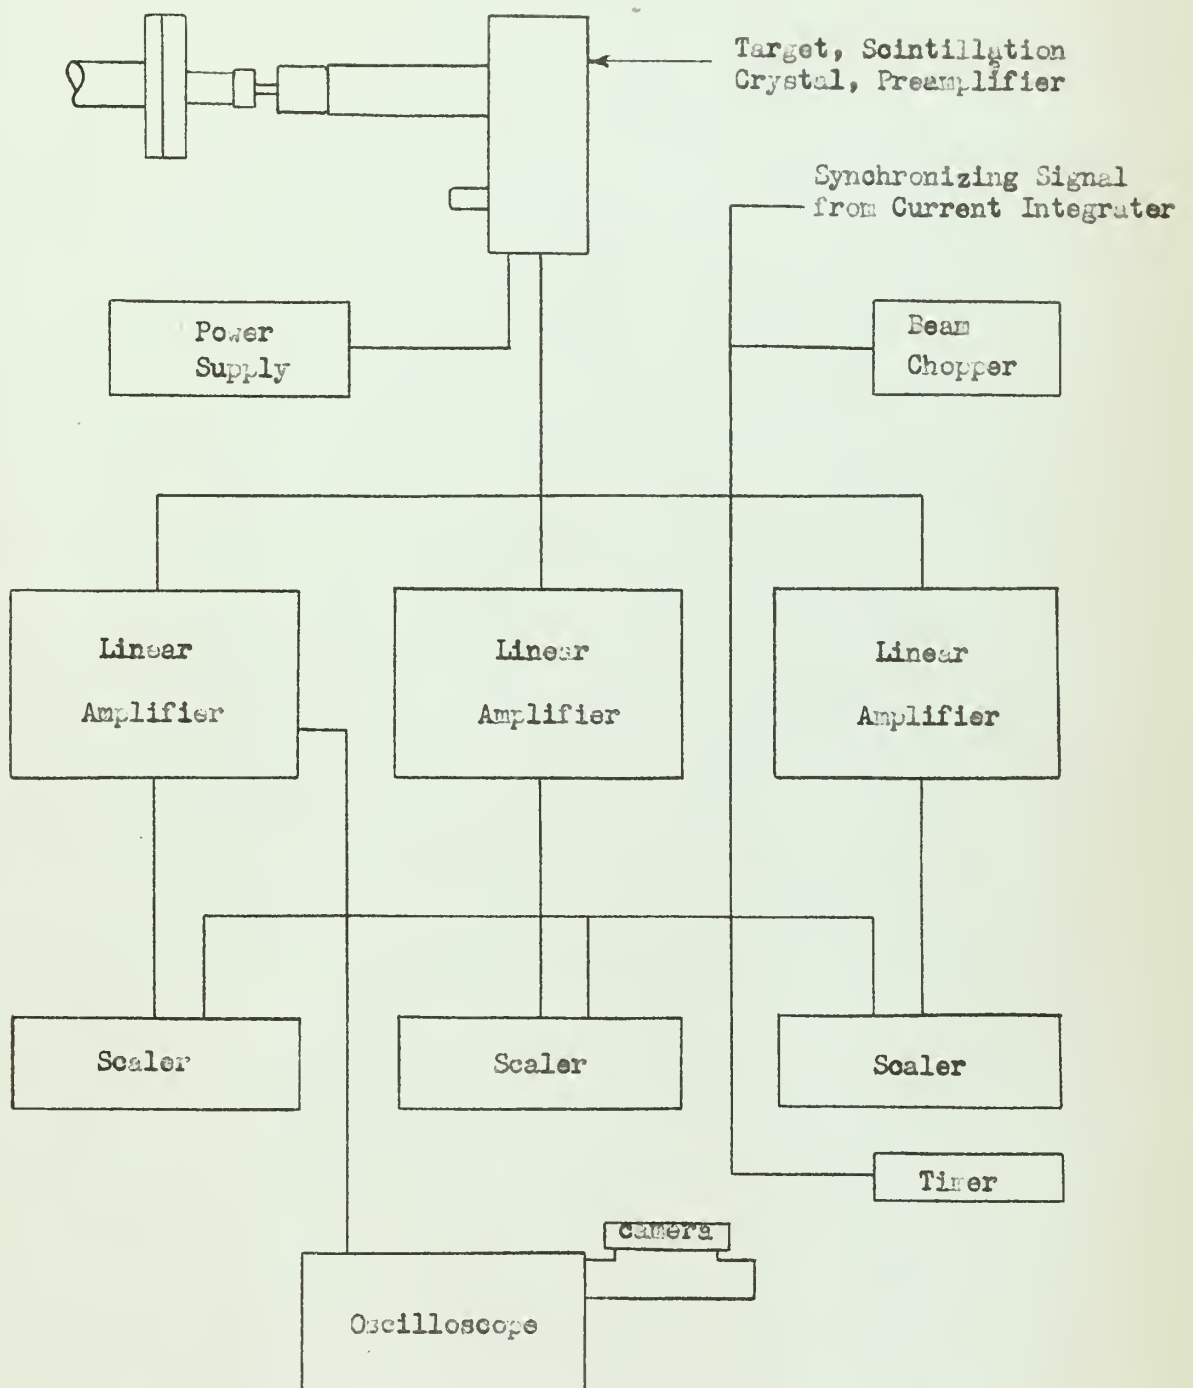 Target, Scintillation
Crystal, Preamplifier
Synchronizing Signal
from Current Integrater
Power
Supply
Beam
Chopper
Linear
Amplifier
Linear
Amplifier
Linear
Amplifier
Scaler
Scaler
Scaler
Timer
camera
Oscilloscope